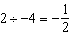 2 ÷ −4 = −1/2